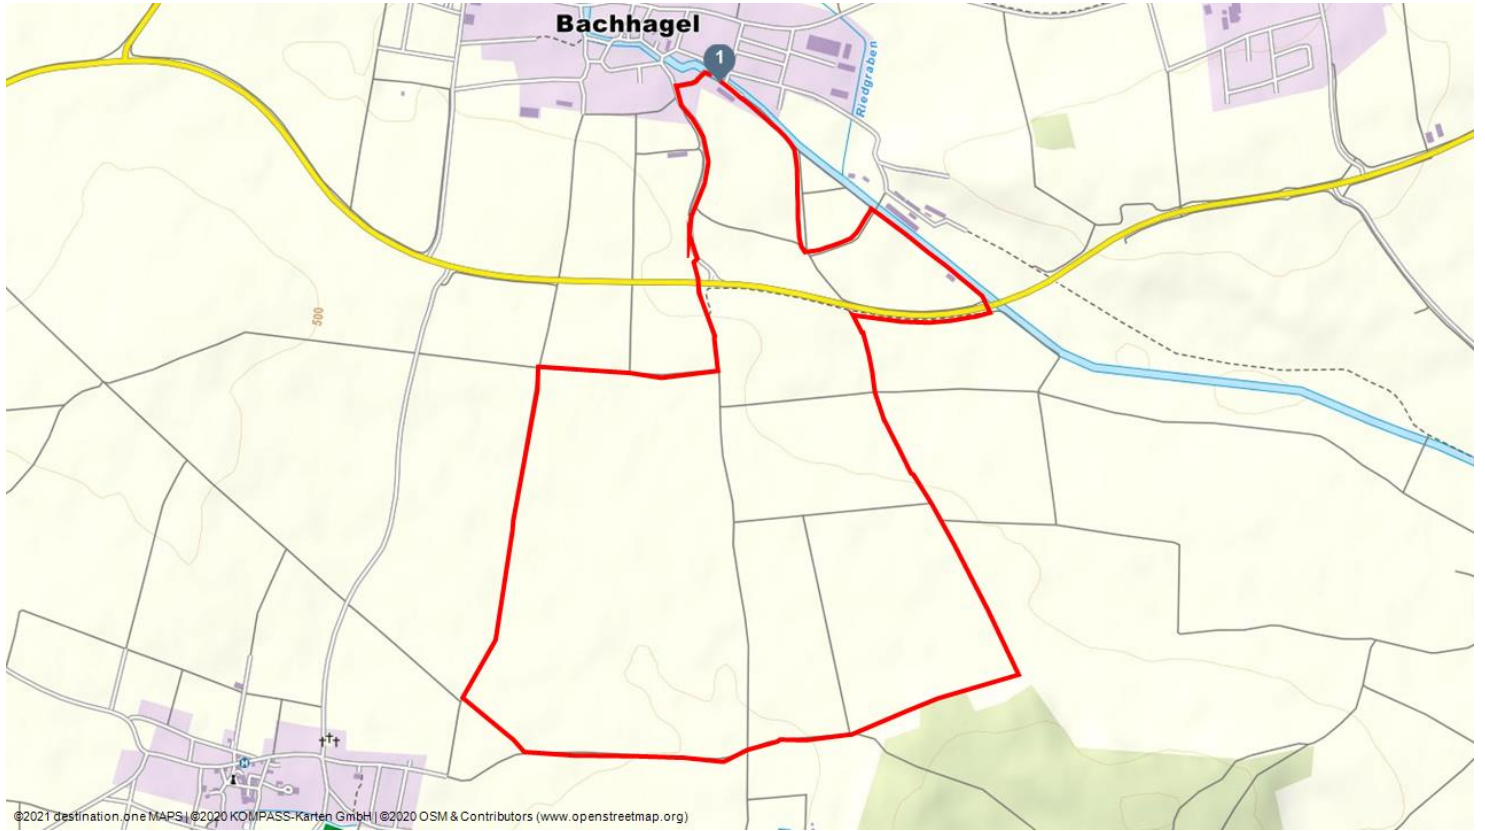 Bachhagel
1
Riedgraben
500
H
©2021 destination.one MAPS | ©2020 KOMPASS-Karten GmbH | ©2020 OSM & Contributors (www.openstreetmap.org)